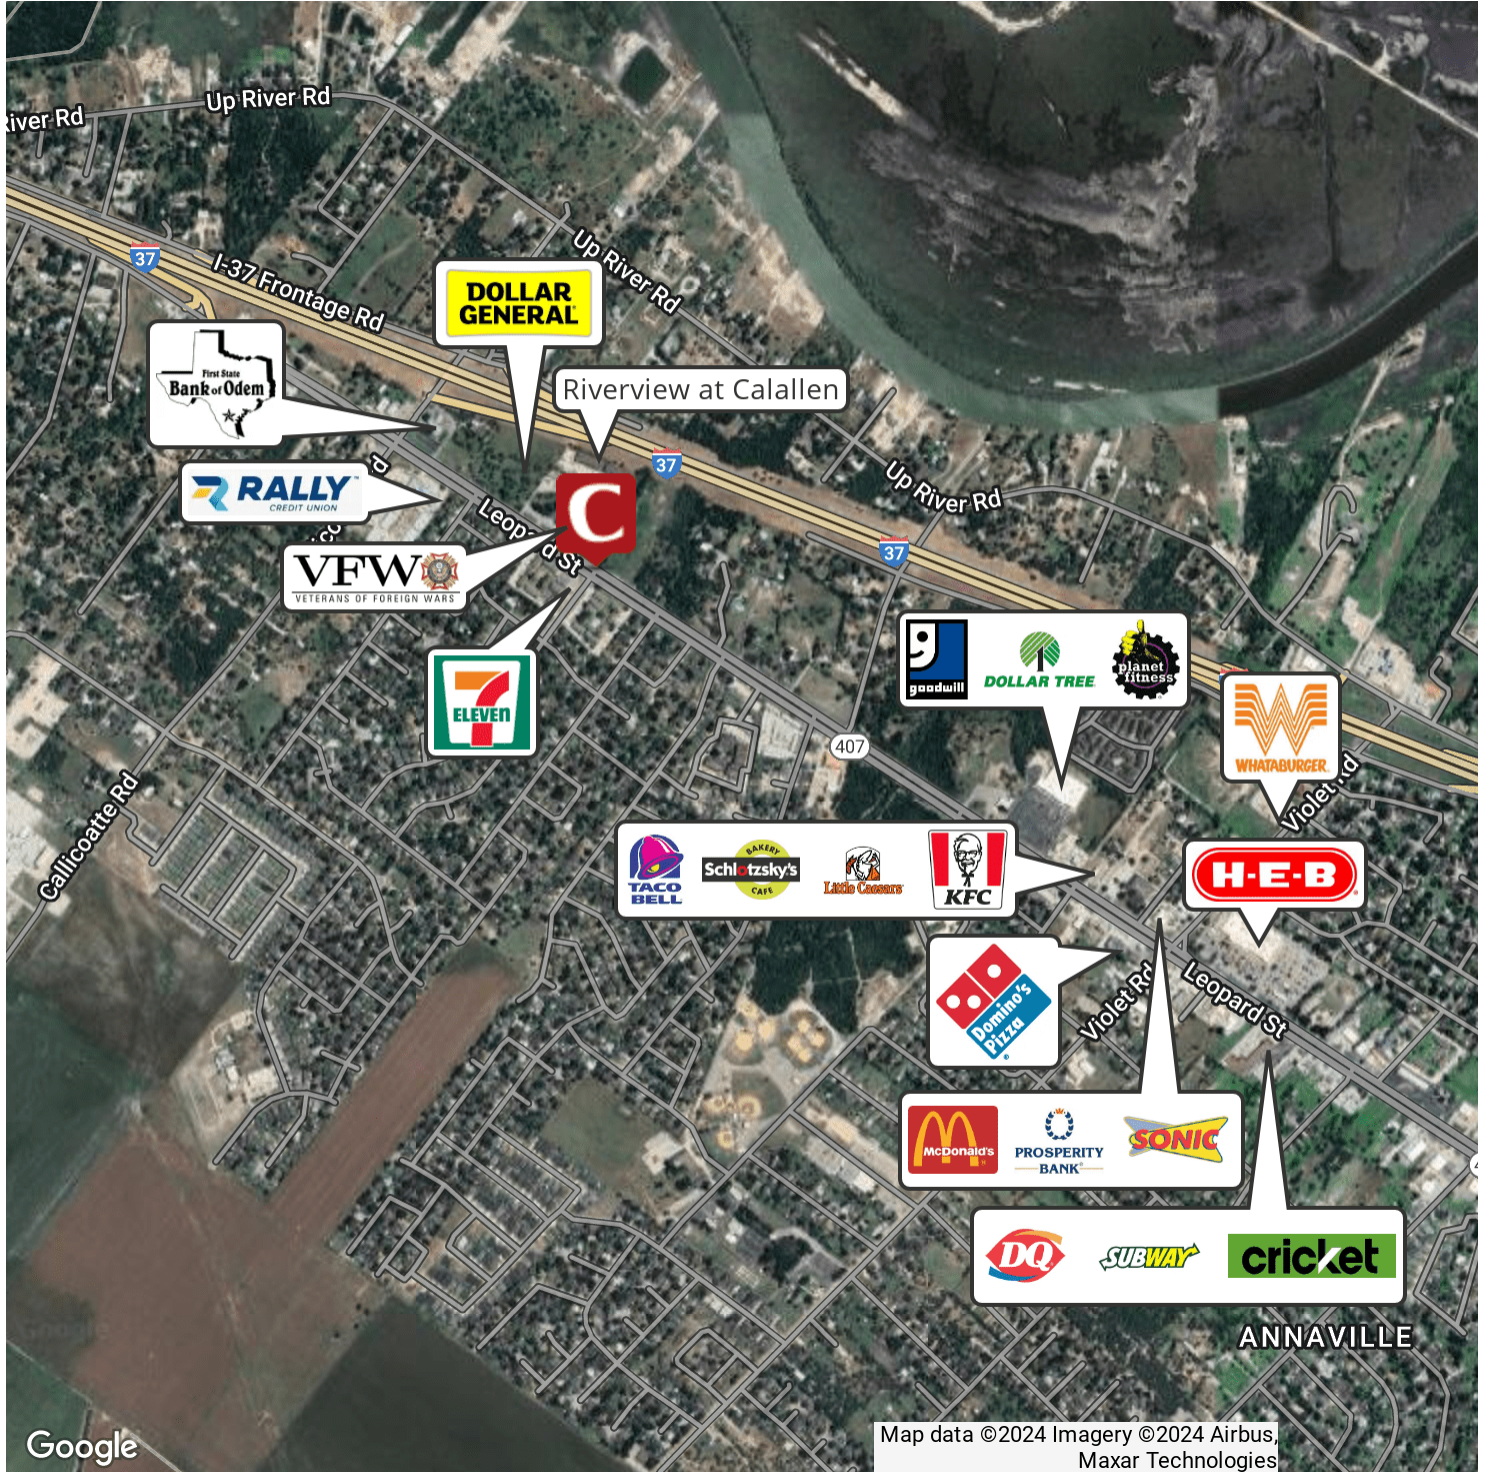 Up River Rd
River Rd
37
I-37 Frontage Rd
Up River Rd
DOLLAR
GENERAL
First State
Bank of Odem
Riverview at Calallen
37
Up River Rd
RALLY
CREDIT UNION
C
Leopard St
37
VFW
VETERANS OF FOREIGN WARS
7
ELEVEN
goodwill
DOLLAR TREE
planet
fitness
WHATABURGER
407
Violet Rd
Callicoatte Rd
TACO
BELL
BAKERY
Schlotzsky's
CAFE
Little Caesars
KFC
H-E-B
Domino's
Pizza
Violet Rd
Leopard St
McDonald's
PROSPERITY
BANK
SONIC
DQ
SUBWAY
cricket
ANNAVILLE
Google
Map data ©2024 Imagery ©2024 Airbus,
Maxar Technologies